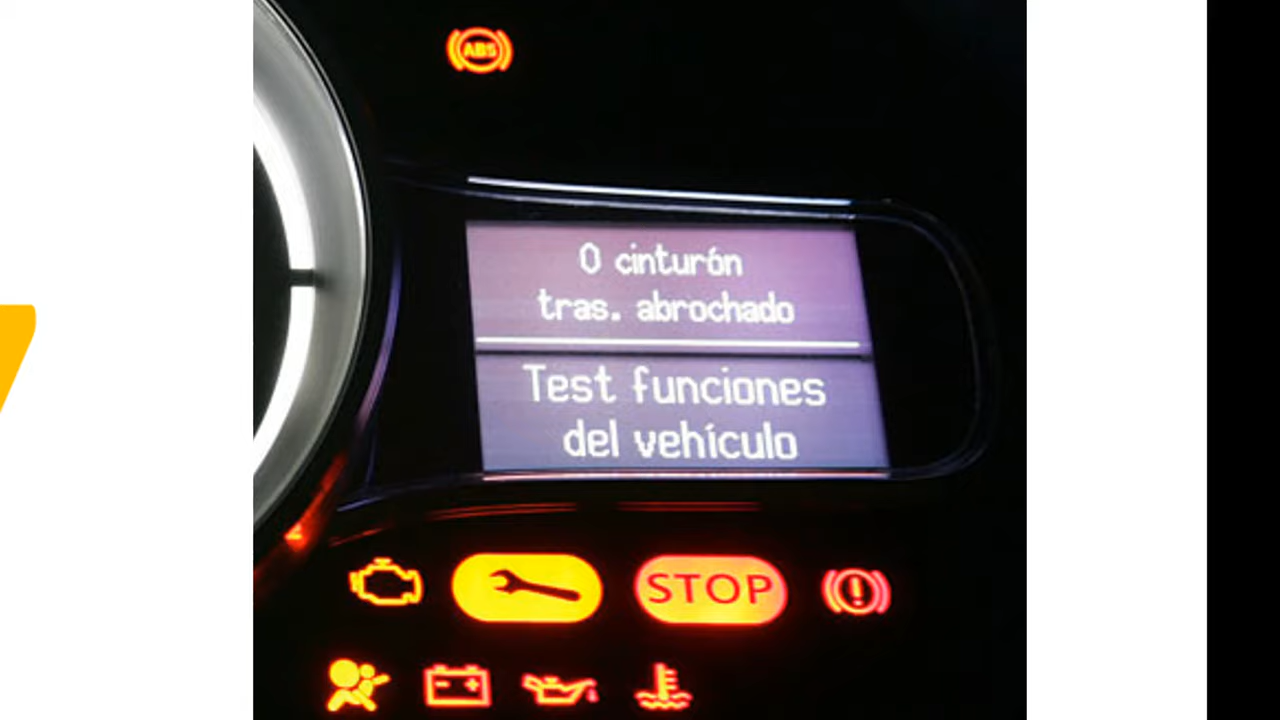 ABS
0 cinturón
tras. abrochado
Test funciones
del vehículo
STOP